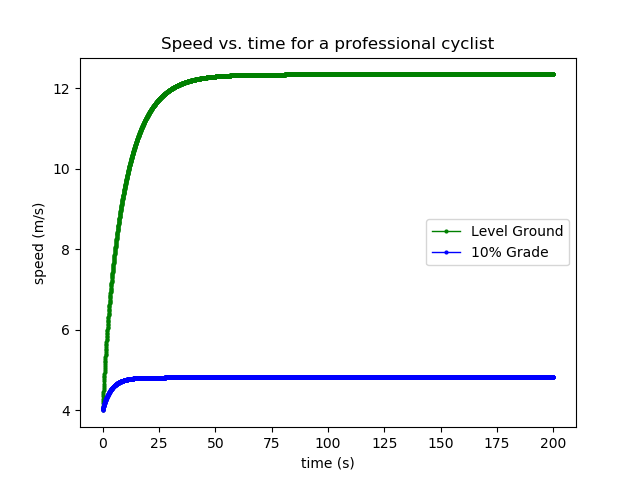 Speed vs. time for a professional cyclist
12
10
8
6
4
speed (m/s)
Level Ground
10% Grade
0 25 50 75 100 125 150 175 200
time (s)